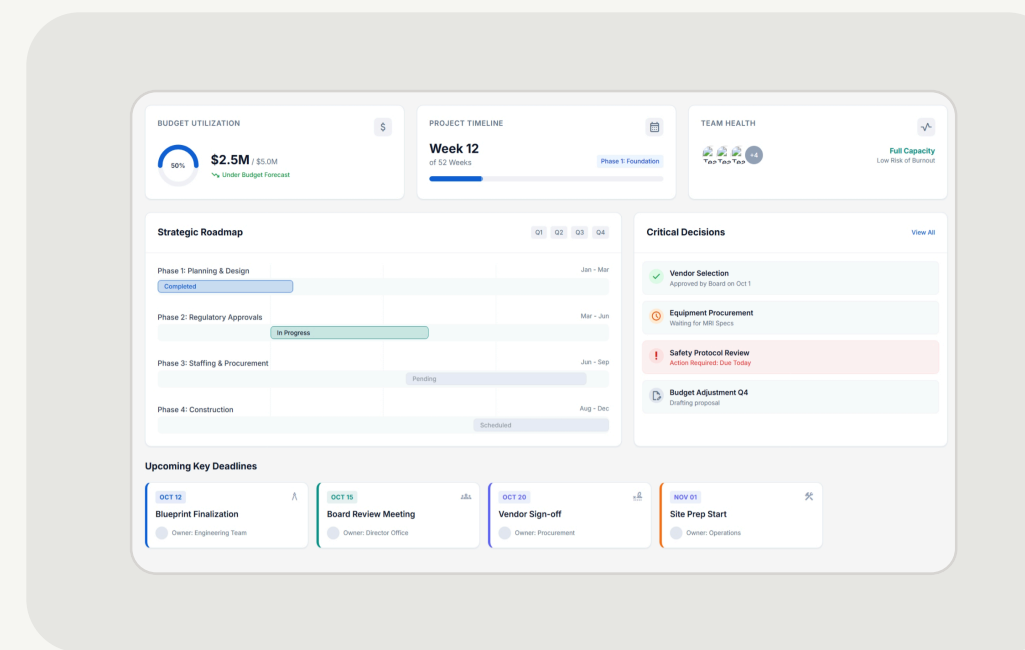 BUDGET UTILIZATION
$
50%
$2.5M / $5.0M
Under Budget Forecast
PROJECT TIMELINE
Week 12
of 52 Weeks
Phase 1: Foundation
TEAM HEALTH
+4
Full Capacity
Low Risk of Burnout
Strategic Roadmap
Q1 Q2 Q3 Q4
Phase 1: Planning & Design
Jan - Mar
Completed
Phase 2: Regulatory Approvals
Mar - Jun
In Progress
Phase 3: Staffing & Procurement
Jun - Sep
Pending
Phase 4: Construction
Aug - Dec
Scheduled
Critical Decisions
View All
Vendor Selection
Approved by Board on Oct 1
Equipment Procurement
Waiting for MRI Specs
Safety Protocol Review
Action Required: Due Today
Budget Adjustment Q4
Drafting proposal
Upcoming Key Deadlines
OCT 12
Blueprint Finalization
Owner: Engineering Team
OCT 15
Board Review Meeting
Owner: Director Office
OCT 20
Vendor Sign-off
Owner: Procurement
NOV 01
Site Prep Start
Owner: Operations